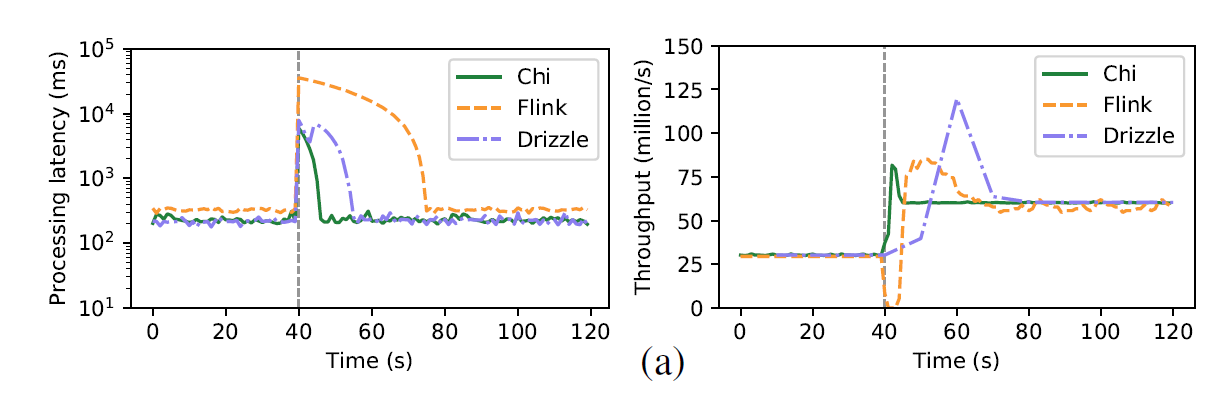 Processing latency (ms)
10^5
10^4
10^3
10^2
10^1
Chi
Flink
Drizzle
0 20 40 60 80 100 120
Time (s)
Throughput (million/s)
150
125
100
75
50
25
0
Chi
Flink
Drizzle
0 20 40 60 80 100 120
Time (s)
(a)